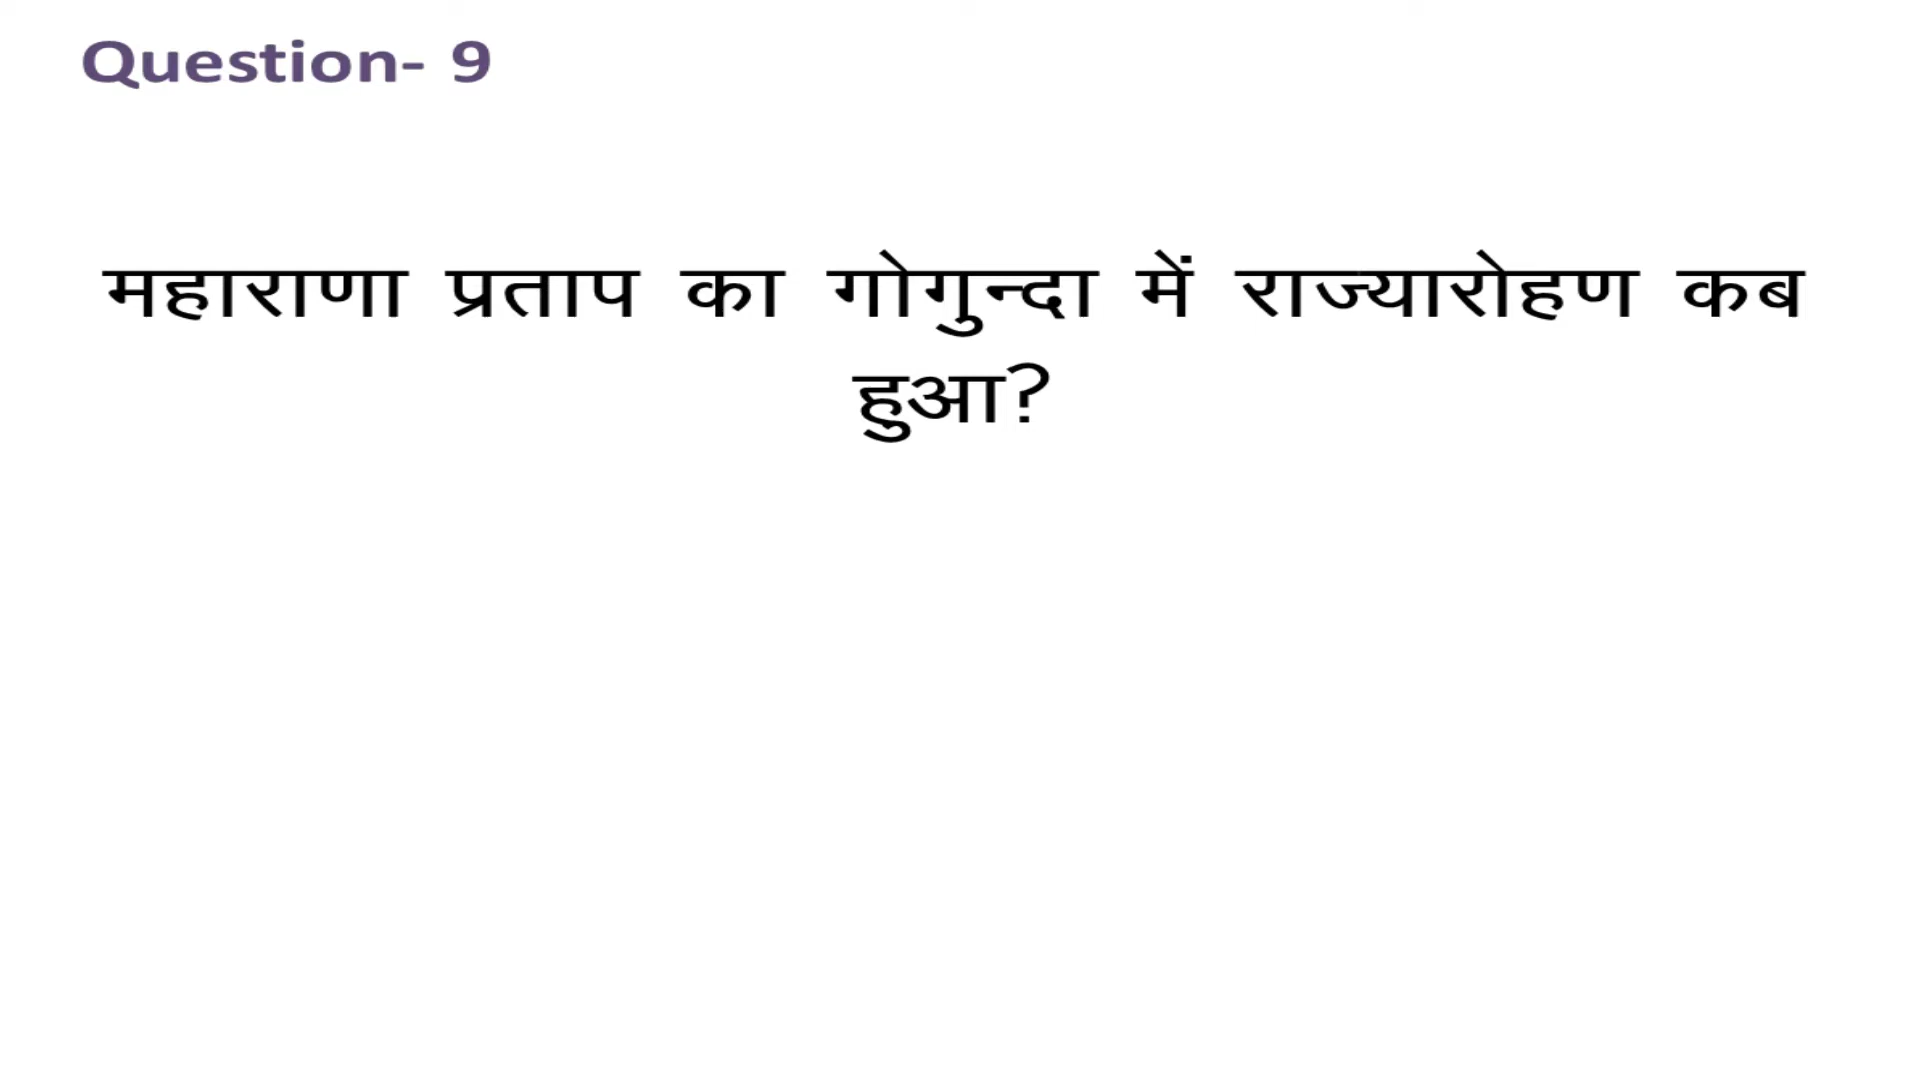 Question- 9
महाराणा प्रताप का गोगुन्दा में राज्यारोहण कब
हुआ?